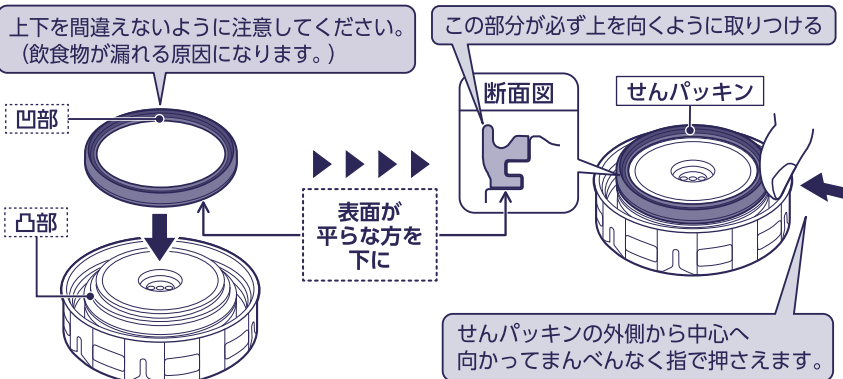 上下を間違えないように注意してください。
（飲食物が漏れる原因になります。）
凹部
凸部
表面が
平らな方を
下に
この部分が必ず上を向くように取りつける
断面図
せんパッキン
せんパッキンの外側から中心へ
向かってまんべんなく指で押さえます。